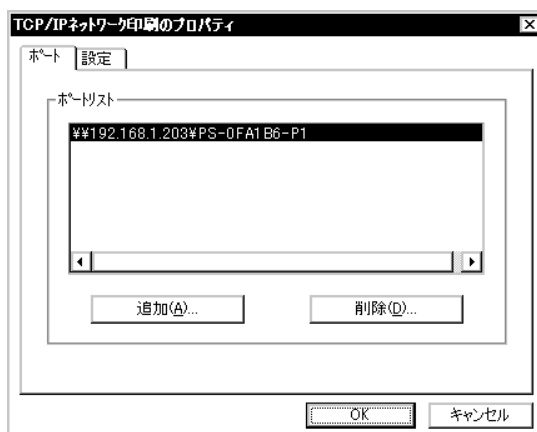 TCP/IPネットワーク印刷のプロパティ
ポート 設定
ポートリスト
¥¥192.168.1.203¥PS-0FA1B6-P1
追加(A)... 削除(D)...
OK キャンセル